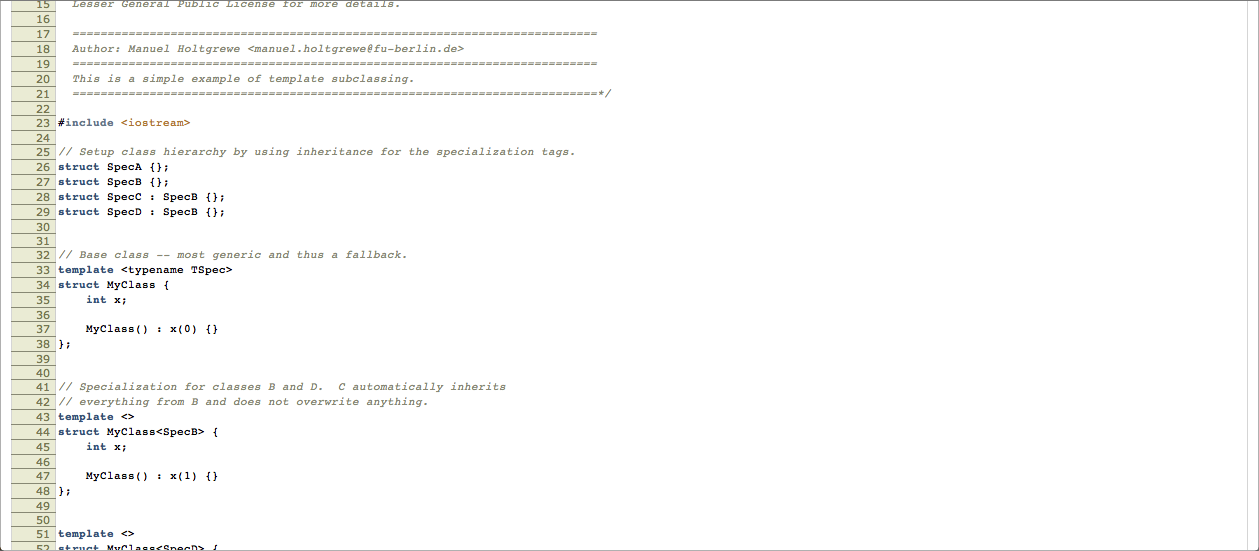 15 Lesser General Public License for more details.
16
17 ===========================================================================
18 Author: Manuel Holtgrewe <manuel.holtgrewe@fu-berlin.de>
19 ===========================================================================
20 This is a simple example of template subclassing.
21 ===========================================================================*/
22
23 #include <iostream>
24
25 // Setup class hierarchy by using inheritance for the specialization tags.
26 struct SpecA {};
27 struct SpecB {};
28 struct SpecC : SpecB {};
29 struct SpecD : SpecB {};
30
31
32 // Base class -- most generic and thus a fallback.
33 template <typename TSpec>
34 struct MyClass {
35     int x;
36
37     MyClass() : x(0) {}
38 };
39
40
41 // Specialization for classes B and D.  C automatically inherits
42 // everything from B and does not overwrite anything.
43 template <>
44 struct MyClass<SpecB> {
45     int x;
46
47     MyClass() : x(1) {}
48 };
49
50
51 template <>
52 struct MyClass<SpecD> {